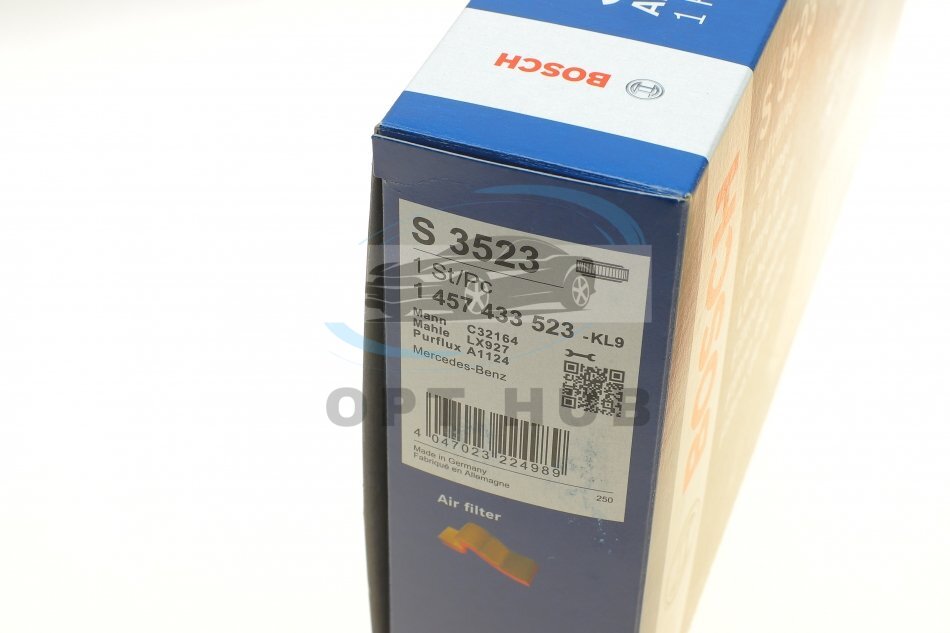 BOSCH
S 3523
1 St/Pc
1 457 433 523 -KL9
Mann C32164
Mahle LX927
Purflux A1124
Mercedes-Benz
OPT HUB
4 047023 224989
Made in Germany
Fabriqué en Allemagne
250
Air filter
BOSCH
S 3523